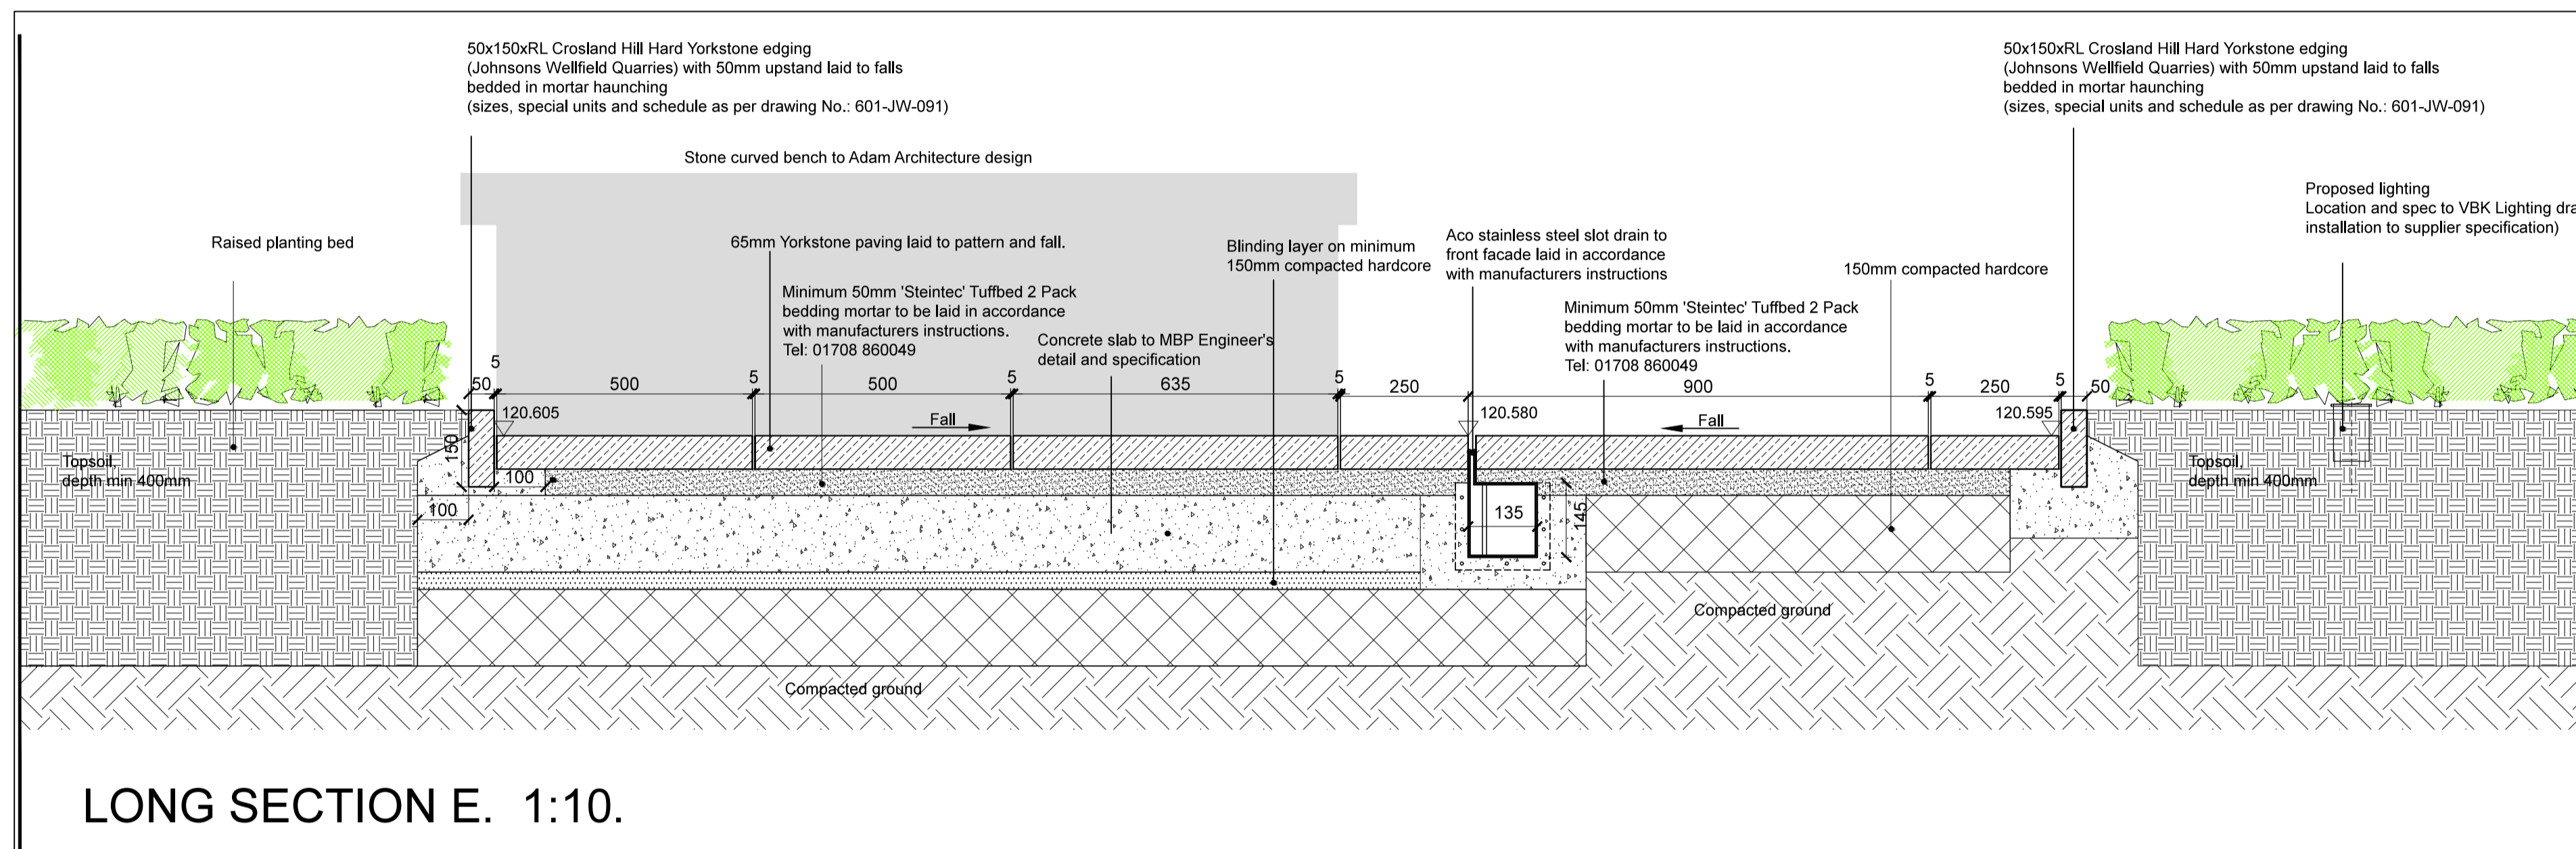 50x150xRL Crosland Hill Hard Yorkstone edging
(Johnsons Wellfield Quarries) with 50mm upstand laid to falls
bedded in mortar haunching
(sizes, special units and schedule as per drawing No.: 601-JW-091)
50x150xRL Crosland Hill Hard Yorkstone edging
(Johnsons Wellfield Quarries) with 50mm upstand laid to falls
bedded in mortar haunching
(sizes, special units and schedule as per drawing No.: 601-JW-091)
Stone curved bench to Adam Architecture design
Proposed lighting
Location and spec to VBK Lighting dra
installation to supplier specification)
Raised planting bed
65mm Yorkstone paving laid to pattern and fall.
Blinding layer on minimum
150mm compacted hardcore
Aco stainless steel slot drain to
front facade laid in accordance
with manufacturers instructions
150mm compacted hardcore
Minimum 50mm 'Steintec' Tuffbed 2 Pack
bedding mortar to be laid in accordance
with manufacturers instructions.
Tel: 01708 860049
Concrete slab to MBP Engineer's
detail and specification
Minimum 50mm 'Steintec' Tuffbed 2 Pack
bedding mortar to be laid in accordance
with manufacturers instructions.
Tel: 01708 860049
50
5
500
5
500
5
635
5
250
900
5
250
5
50
120.605
Fall
120.580
Fall
120.595
150
100
100
135
145
Topsoil,
depth min 400mm
Topsoil,
depth min 400mm
Compacted ground
Compacted ground
LONG SECTION E. 1:10.